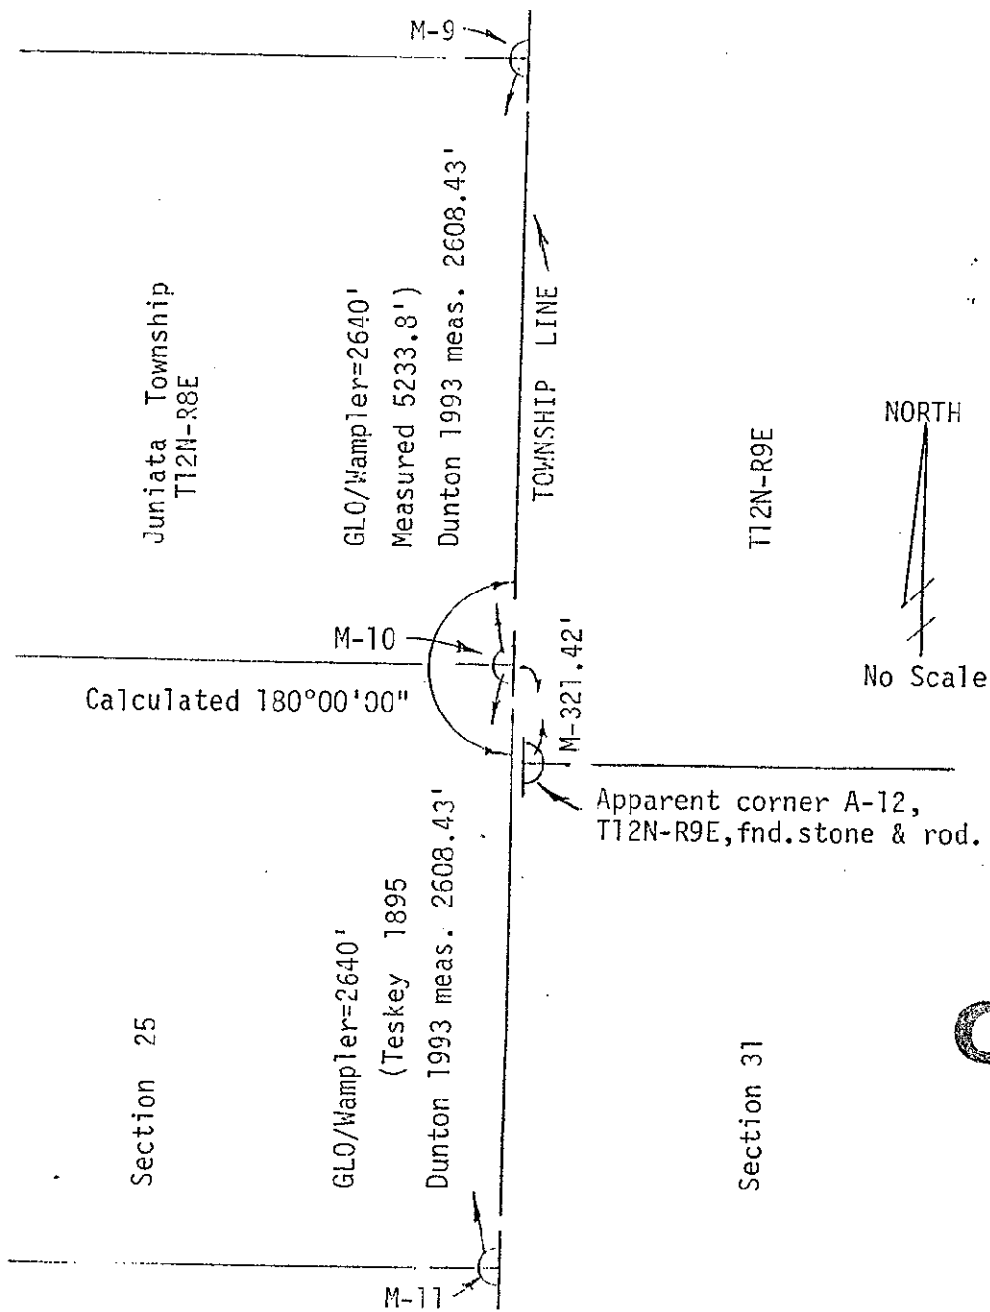 M-9
Juniata Township
T12N-R8E
GLO/Wampler=2640'
Measured 5233.8')
Dunton 1993 meas. 2608.43'
TOWNSHIP LINE
T12N-R9E
NORTH
No Scale
M-10
Calculated 180°00'00"
M-321.42'
Apparent corner A-12,
T12N-R9E,fnd.stone & rod.
Section 25
GLO/Wampler=2640'
(Teskey 1895
Dunton 1993 meas. 2608.43'
Section 31
M-11